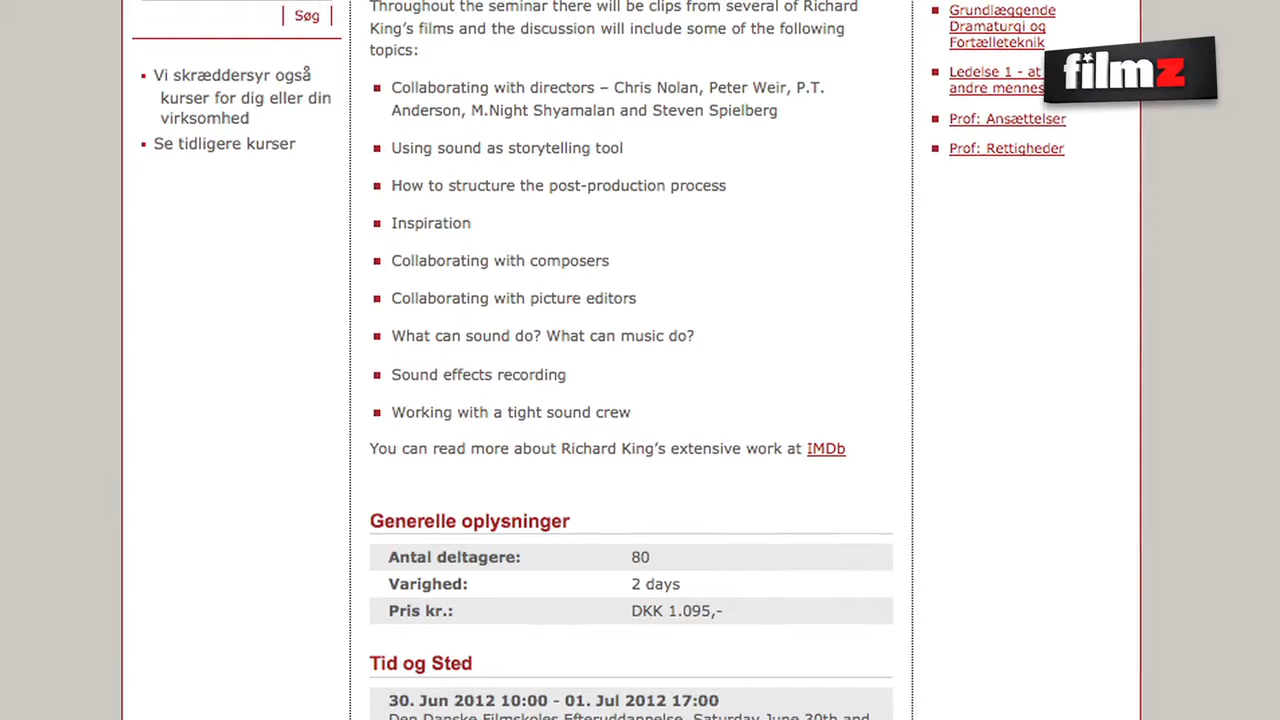 Søg
Vi skræddersyr også
kurser for dig eller din
virksomhed
Se tidligere kurser
Throughout the seminar there will be clips from several of Richard
King’s films and the discussion will include some of the following
topics:
Collaborating with directors – Chris Nolan, Peter Weir, P.T.
Anderson, M.Night Shyamalan and Steven Spielberg
Using sound as storytelling tool
How to structure the post-production process
Inspiration
Collaborating with composers
Collaborating with picture editors
What can sound do? What can music do?
Sound effects recording
Working with a tight sound crew
You can read more about Richard King’s extensive work at IMDb
Generelle oplysninger
Antal deltagere: 80
Varighed: 2 days
Pris kr.: DKK 1.095,-
Tid og Sted
30. Jun 2012 10:00 - 01. Jul 2012 17:00
Den Danske Filmskoles Efteruddannelse, Saturday June 30th and
Grundlæggende
Dramaturgi og
Fortælleteknik
Ledelse 1 - at
andre
Prof: Ansættelser
Prof: Rettigheder
filmz